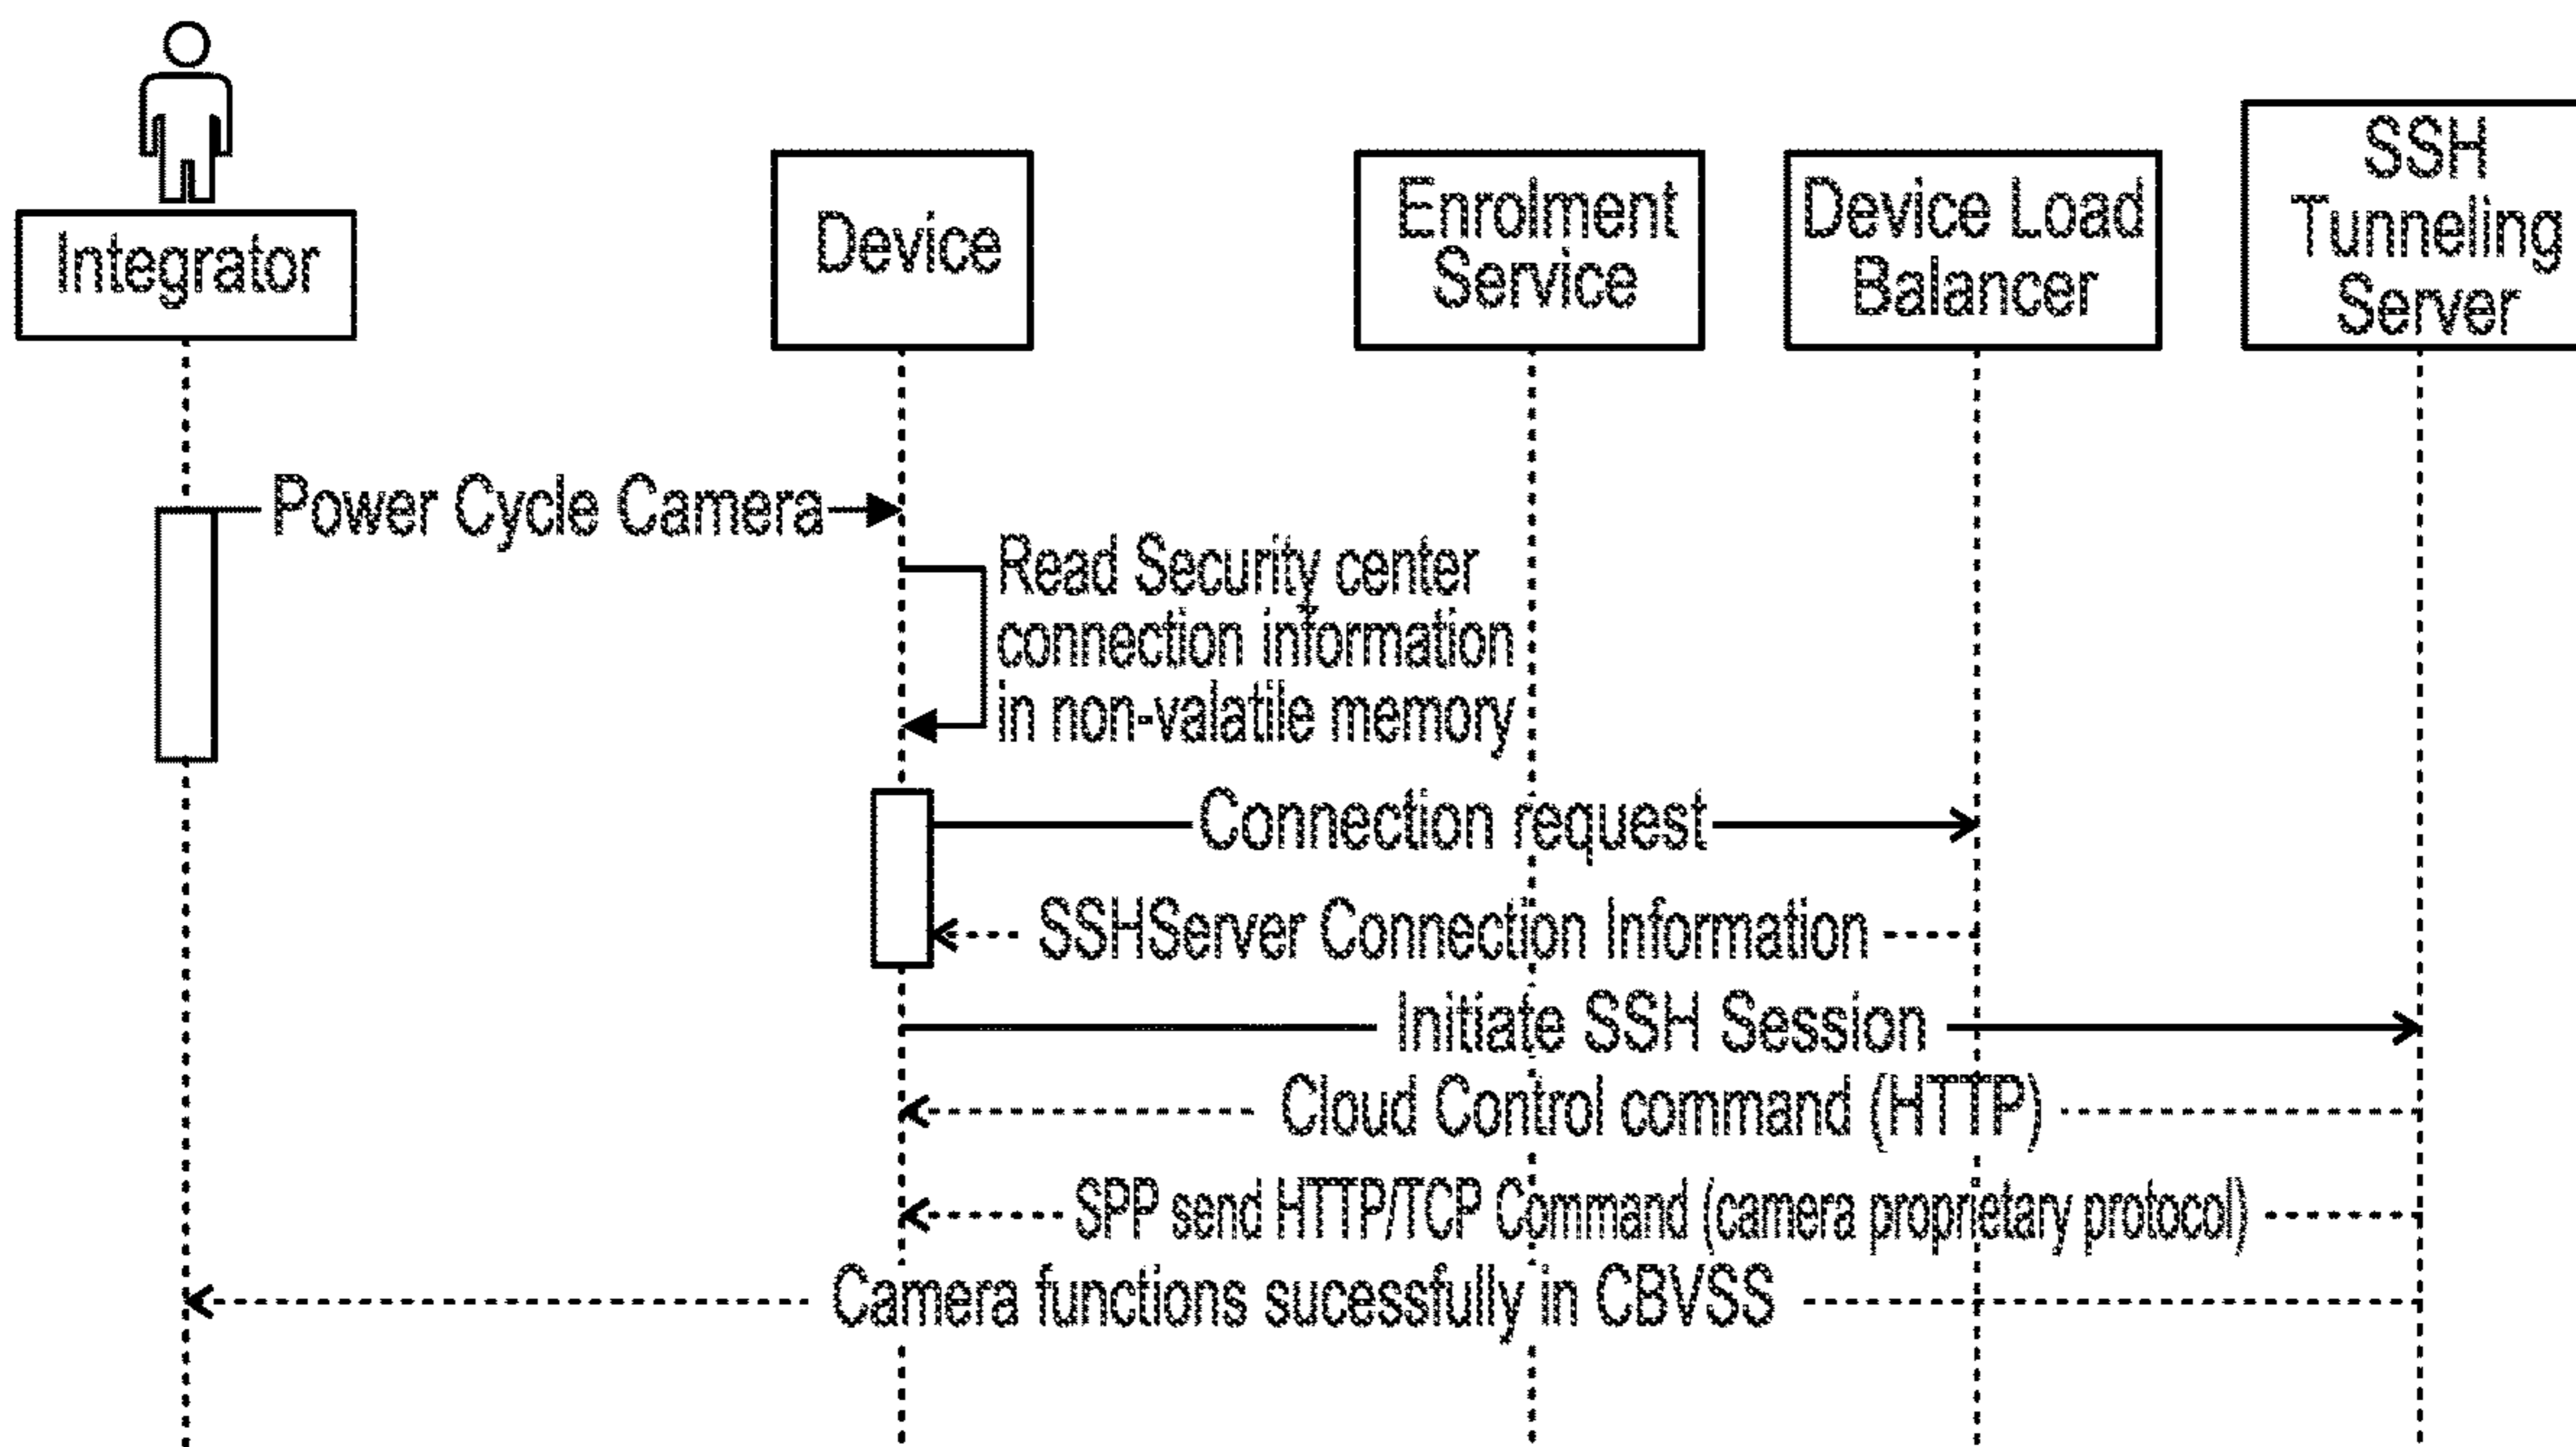 Integrator
Device
Enrolment
Service
Device Load
Balancer
SSH
Tunneling
Server
Power Cycle Camera
Read Security center
connection information
in non-valatile memory
Connection request
SSHServer Connection Information
Initiate SSH Session
Cloud Control command (HTTP)
SPP send HTTP/TCP Command (camera proprietary protocol)
Camera functions sucessfully in CBVSS